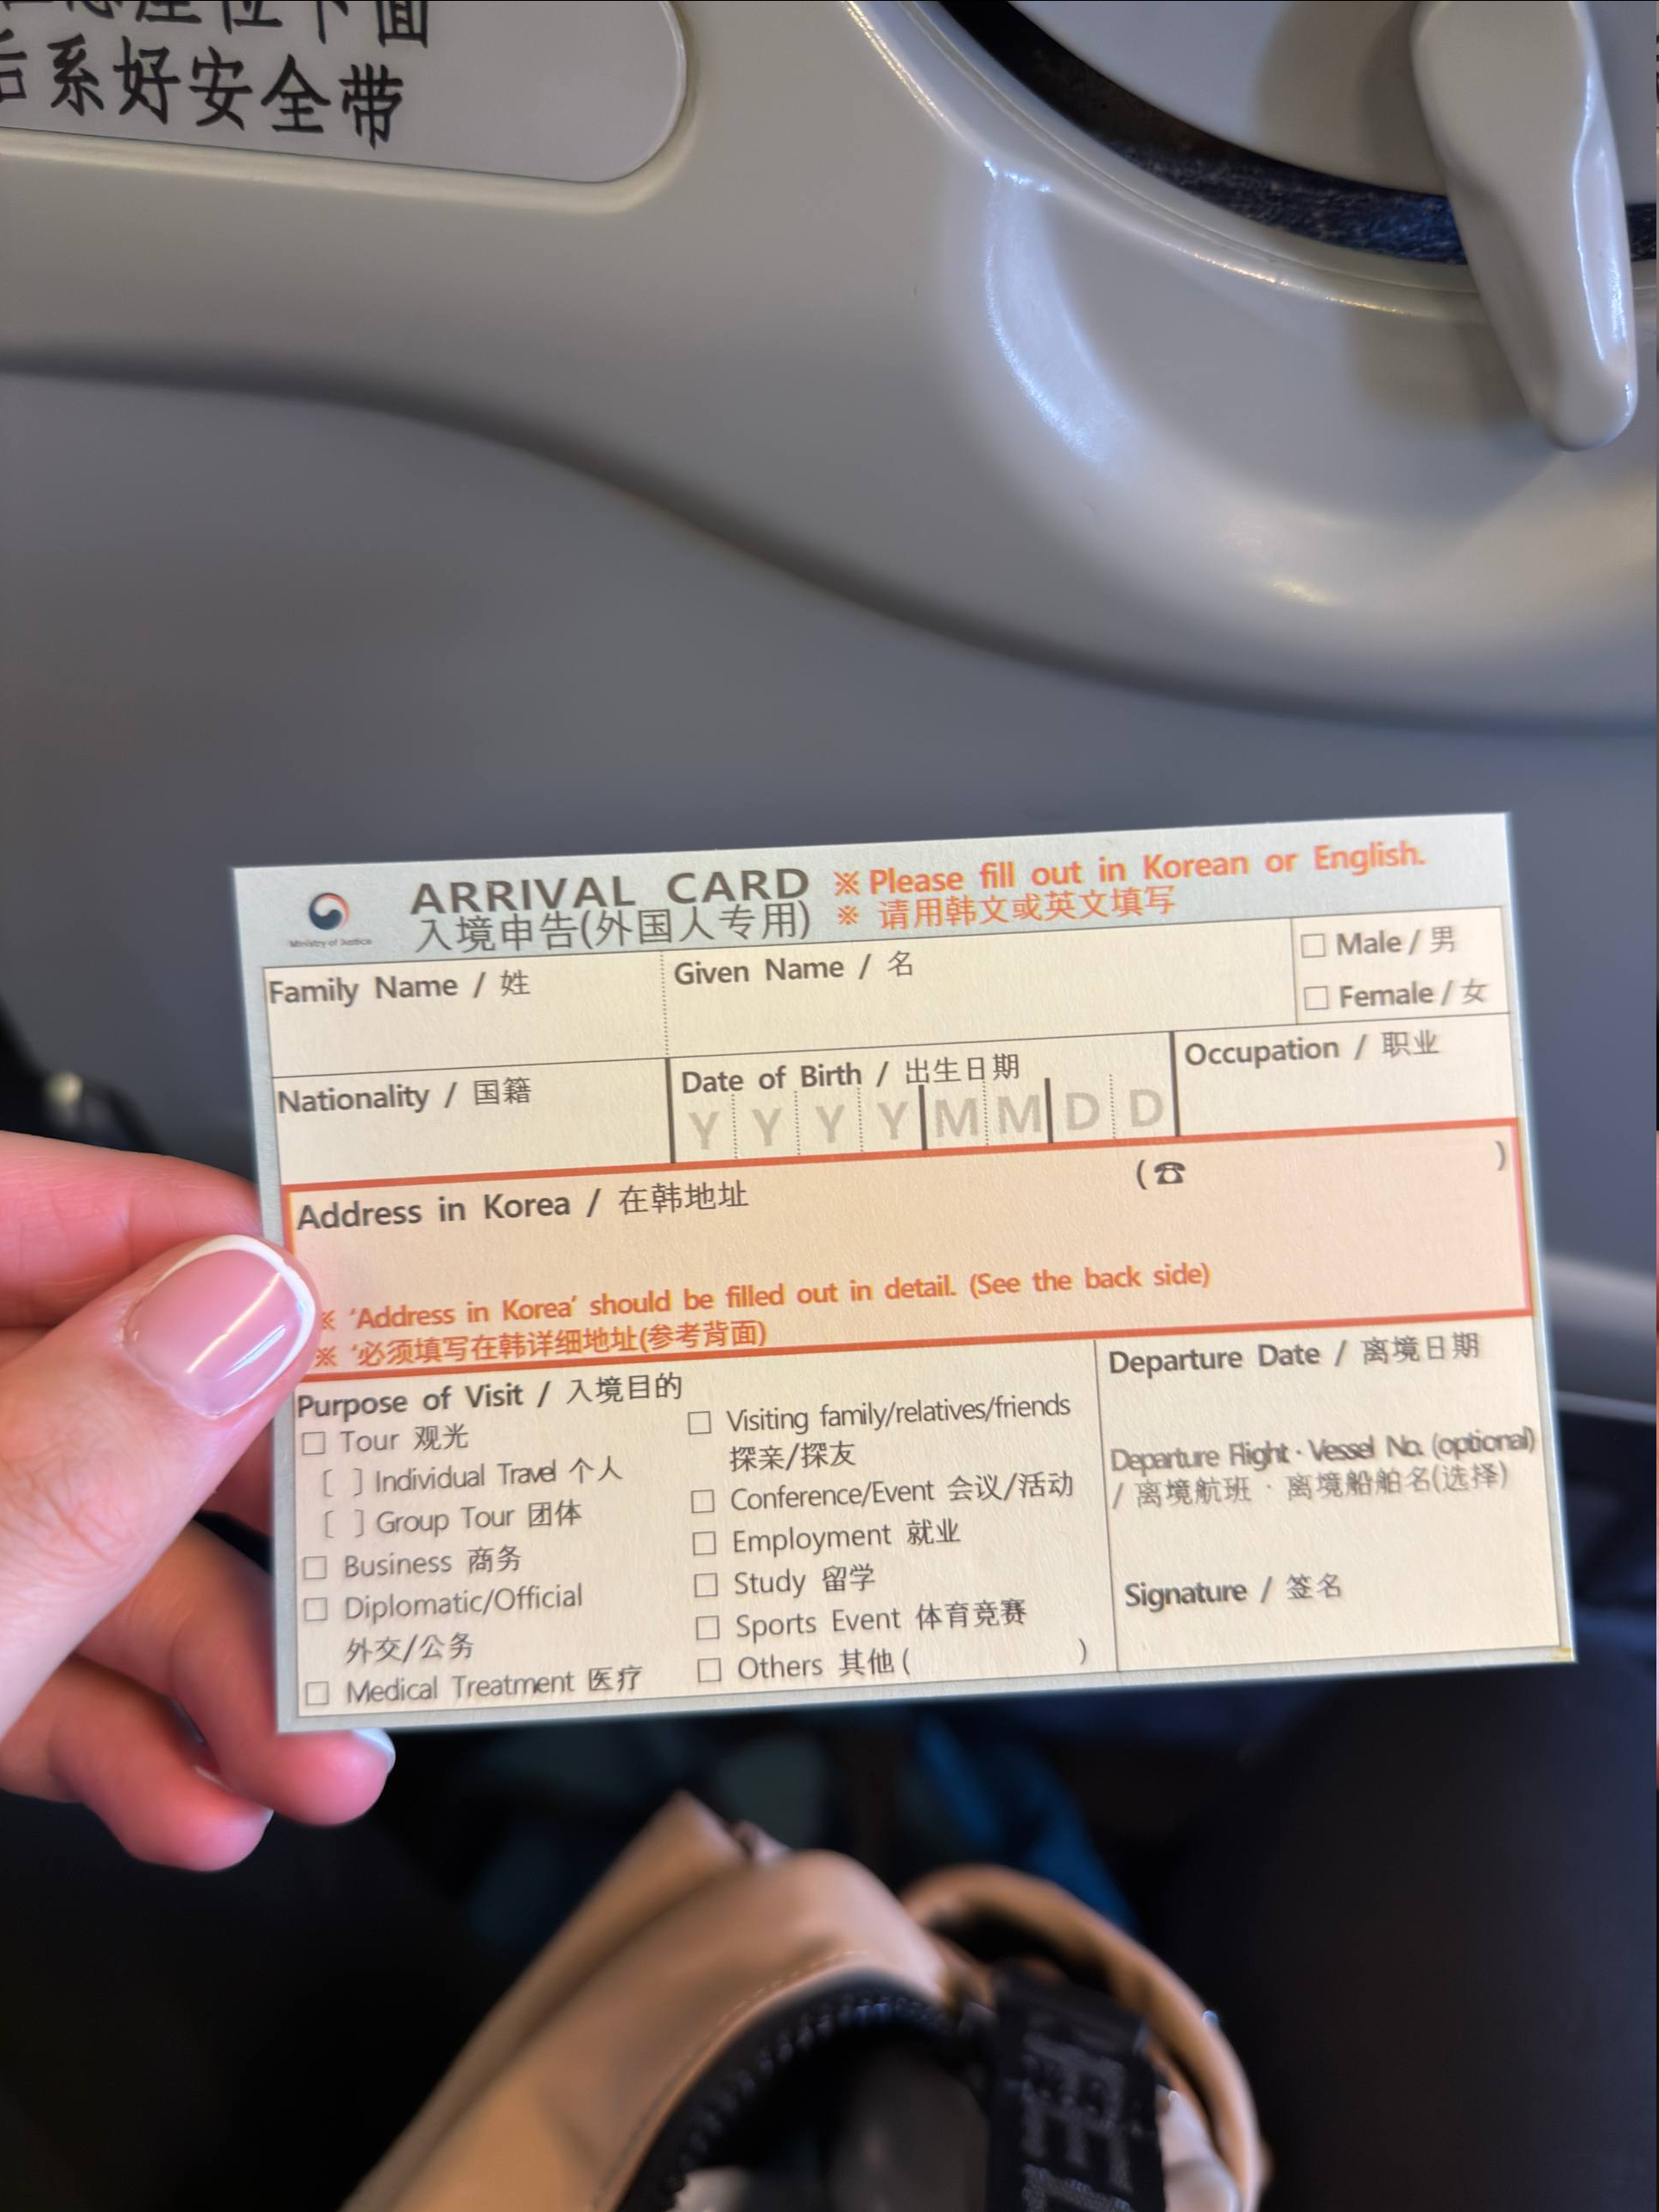 座位下面
后系好安全带
Ministry of Justice
ARRIVAL CARD
入境申告(外国人专用)
※ Please fill out in Korean or English.
※ 请用韩文或英文填写
Family Name / 姓
Given Name / 名
□ Male / 男
□ Female / 女
Nationality / 国籍
Date of Birth / 出生日期
Y Y Y Y M M D D
Occupation / 职业
Address in Korea / 在韩地址
(☎ )
※ 'Address in Korea' should be filled out in detail. (See the back side)
※ '必须填写在韩详细地址(参考背面)
Purpose of Visit / 入境目的
□ Tour 观光
[ ] Individual Travel 个人
[ ] Group Tour 团体
□ Business 商务
□ Diplomatic/Official
外交/公务
□ Medical Treatment 医疗
□ Visiting family/relatives/friends
探亲/探友
□ Conference/Event 会议/活动
□ Employment 就业
□ Study 留学
□ Sports Event 体育竞赛
□ Others 其他 ( )
Departure Date / 离境日期
Departure Flight · Vessel No. (optional)
/ 离境航班 · 离境船舶名(选择)
Signature / 签名